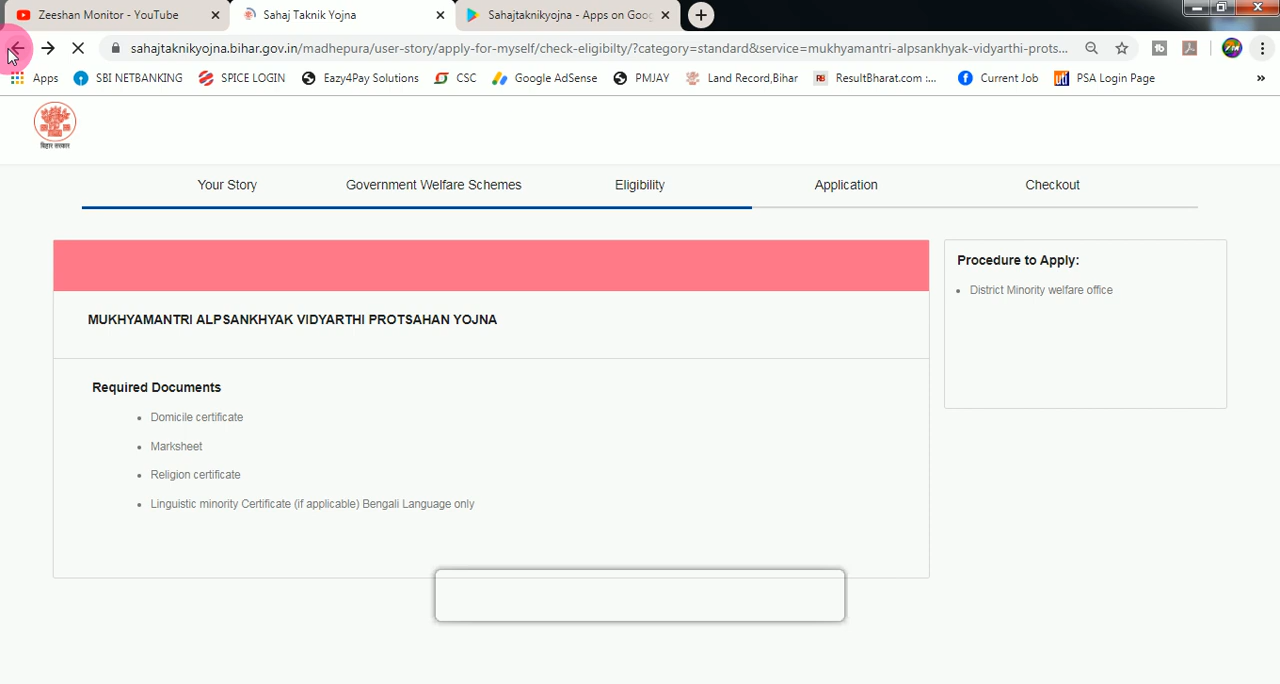 Zeeshan Monitor - YouTube
Sahaj Taknik Yojna
Sahajtaknikyojna - Apps on Goo
sahajtaknikyojna.bihar.gov.in/madhepura/user-story/apply-for-myself/check-eligibilty/?category=standard&service=mukhyamantri-alpsankhyak-vidyarthi-prots...
Apps
SBI NETBANKING
SPICE LOGIN
Eazy4Pay Solutions
CSC
Google AdSense
PMJAY
Land Record,Bihar
RB
ResultBharat.com :...
Current Job
uti
PSA Login Page
»
बिहार सरकार
Your Story
Government Welfare Schemes
Eligibility
Application
Checkout
MUKHYAMANTRI ALPSANKHYAK VIDYARTHI PROTSAHAN YOJNA
Required Documents
• Domicile certificate
• Marksheet
• Religion certificate
• Linguistic minority Certificate (if applicable) Bengali Language only
Procedure to Apply:
• District Minority welfare office